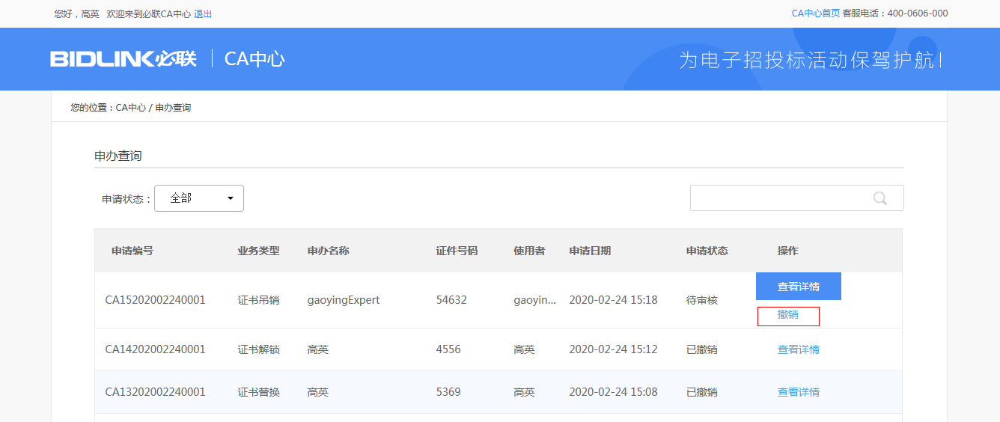 您好，高英 欢迎来到必联CA中心 退出 CA中心首页 客服电话：400-0606-000
BIDLINK必联 CA中心 为电子招投标活动保驾护航！
您的位置：CA中心 / 申办查询
申办查询
申请状态： 全部
申请编号 业务类型 申办名称 证件号码 使用者 申请日期 申请状态 操作
CA15202002240001 证书吊销 gaoyingExpert 54632 gaoyin... 2020-02-24 15:18 待审核 查看详情
撤销
CA14202002240001 证书解锁 高英 4556 高英 2020-02-24 15:12 已撤销 查看详情
CA13202002240001 证书替换 高英 5369 高英 2020-02-24 15:08 已撤销 查看详情